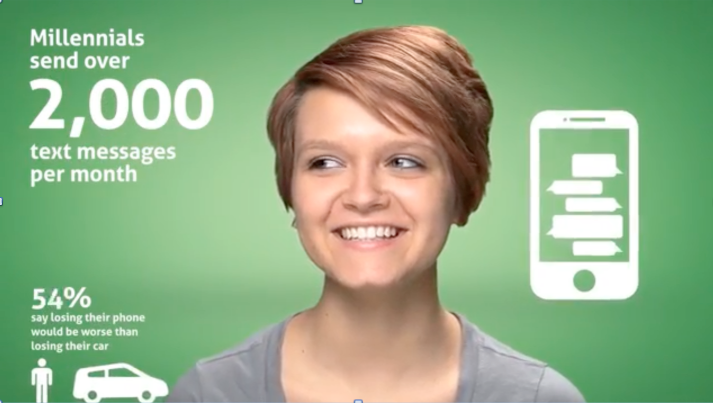 Millennials
send over
2,000
text messages
per month
54%
say losing their phone
would be worse than
losing their car